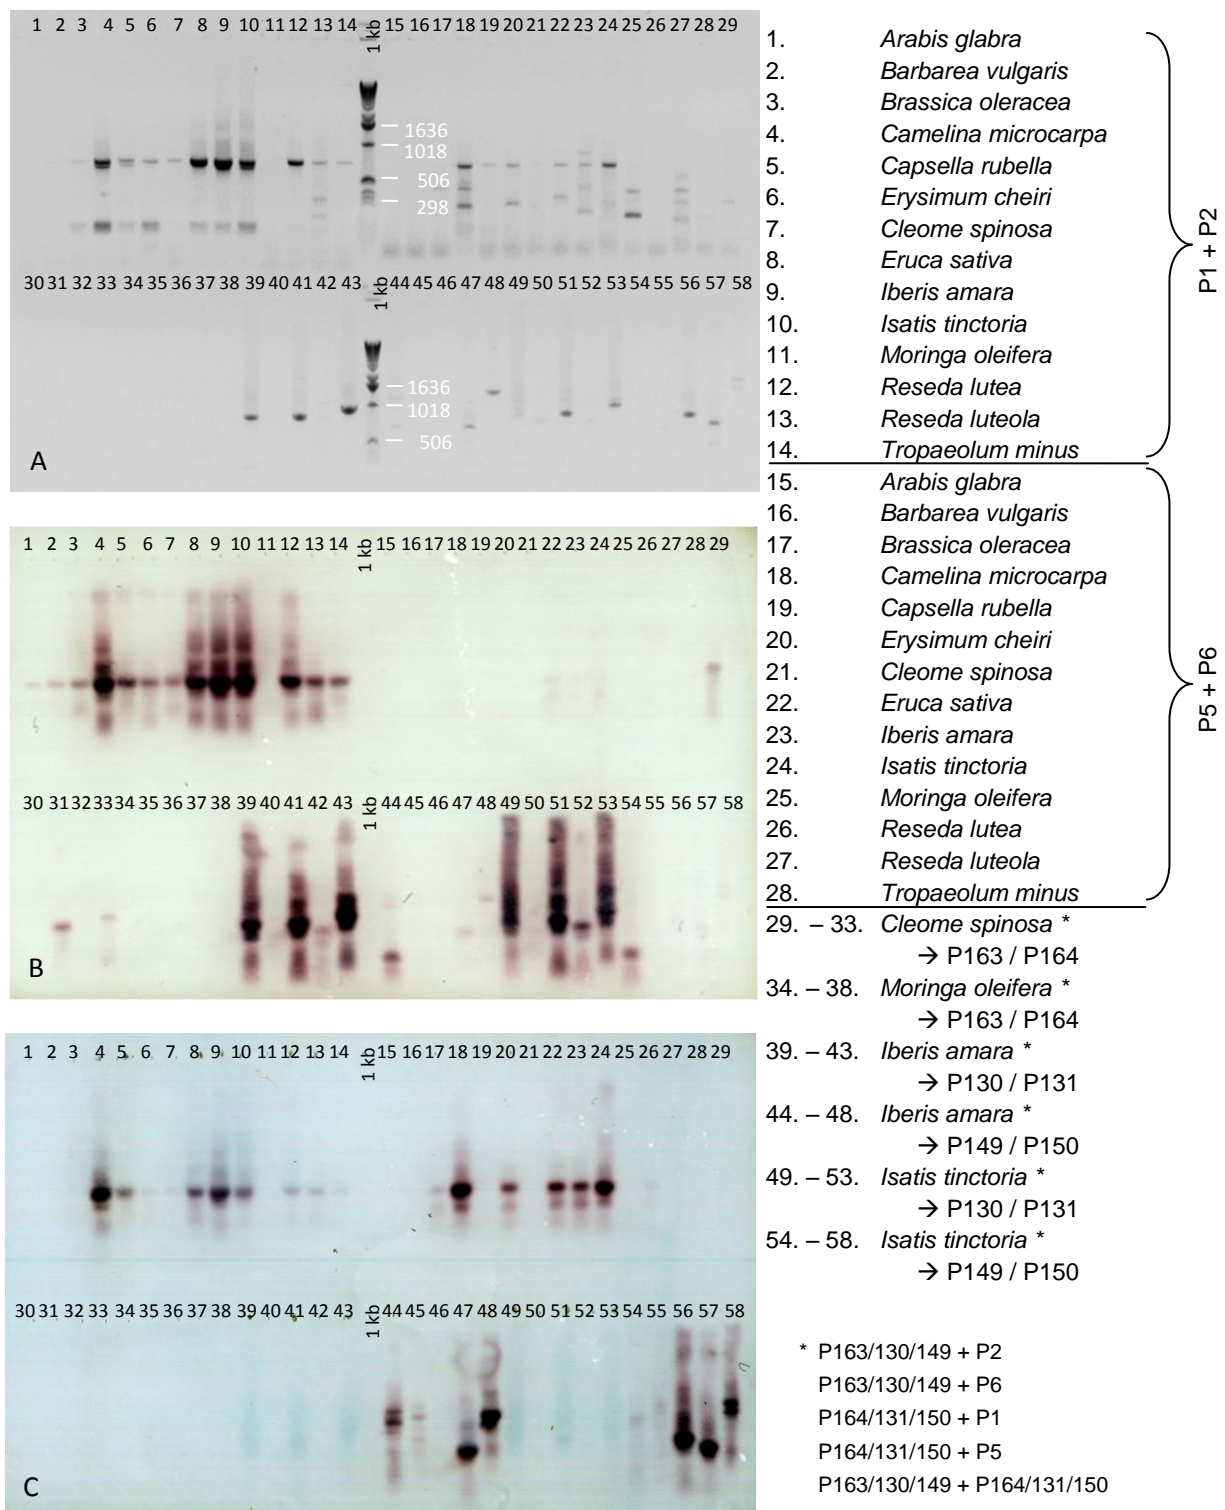 1 2 3 4 5 6 7 8 9 10 11 12 13 14 1 kb 15 16 17 18 19 20 21 22 23 24 25 26 27 28 29
1636
1018
506
298
30 31 32 33 34 35 36 37 38 39 40 41 42 43 1 kb 44 45 46 47 48 49 50 51 52 53 54 55 56 57 58
1636
1018
506
A
1 2 3 4 5 6 7 8 9 10 11 12 13 14 1 kb 15 16 17 18 19 20 21 22 23 24 25 26 27 28 29
30 31 32 33 34 35 36 37 38 39 40 41 42 43 1 kb 44 45 46 47 48 49 50 51 52 53 54 55 56 57 58
B
1 2 3 4 5 6 7 8 9 10 11 12 13 14 1 kb 15 16 17 18 19 20 21 22 23 24 25 26 27 28 29
30 31 32 33 34 35 36 37 38 39 40 41 42 43 1 kb 44 45 46 47 48 49 50 51 52 53 54 55 56 57 58
C
1. Arabis glabra
2. Barbarea vulgaris
3. Brassica oleracea
4. Camelina microcarpa
5. Capsella rubella
6. Erysimum cheiri
7. Cleome spinosa
8. Eruca sativa
9. Iberis amara
10. Isatis tinctoria
11. Moringa oleifera
12. Reseda lutea
13. Reseda luteola
14. Tropaeolum minus
P1 + P2
15. Arabis glabra
16. Barbarea vulgaris
17. Brassica oleracea
18. Camelina microcarpa
19. Capsella rubella
20. Erysimum cheiri
21. Cleome spinosa
22. Eruca sativa
23. Iberis amara
24. Isatis tinctoria
25. Moringa oleifera
26. Reseda lutea
27. Reseda luteola
28. Tropaeolum minus
P5 + P6
29. – 33. Cleome spinosa *
→ P163 / P164
34. – 38. Moringa oleifera *
→ P163 / P164
39. – 43. Iberis amara *
→ P130 / P131
44. – 48. Iberis amara *
→ P149 / P150
49. – 53. Isatis tinctoria *
→ P130 / P131
54. – 58. Isatis tinctoria *
→ P149 / P150
* P163/130/149 + P2
P163/130/149 + P6
P164/131/150 + P1
P164/131/150 + P5
P163/130/149 + P164/131/150